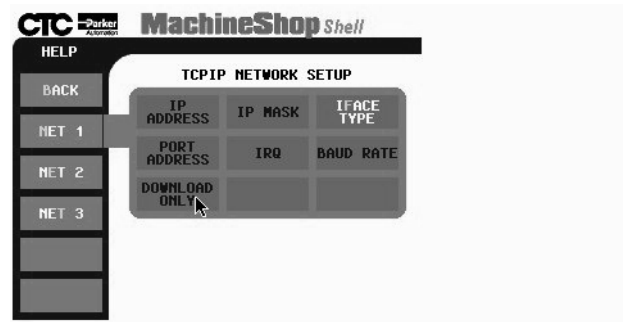 CTC Parker
Automation
MachineShop Shell
HELP
TCPIP NETWORK SETUP
BACK
NET 1
NET 2
NET 3
IP
ADDRESS
IP MASK
IFACE
TYPE
PORT
ADDRESS
IRQ
BAUD RATE
DOWNLOAD
ONLY